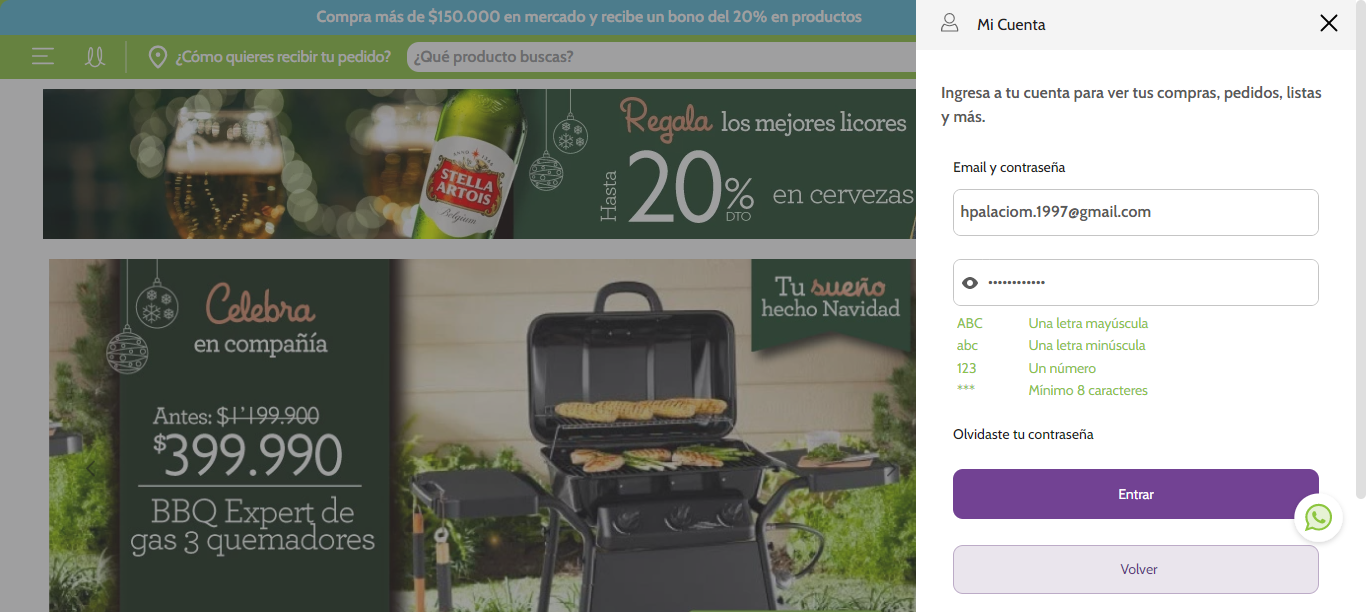 Compra más de $150.000 en mercado y recibe un bono del 20% en productos
¿Cómo quieres recibir tu pedido?
¿Qué producto buscas?
STELLA
ARTOIS
Belgium
Regala los mejores licores
Hasta
20%
DTO
en cervezas
Celebra
en compañía
Antes: $1'199.900
$399.990
BBQ Expert de
gas 3 quemadores
Tu sueño
hecho Navidad
Mi Cuenta
Ingresa a tu cuenta para ver tus compras, pedidos, listas
y más.
Email y contraseña
hpalaciom.1997@gmail.com
••••••••••••
ABC Una letra mayúscula
abc Una letra minúscula
123 Un número
*** Mínimo 8 caracteres
Olvidaste tu contraseña
Entrar
Volver